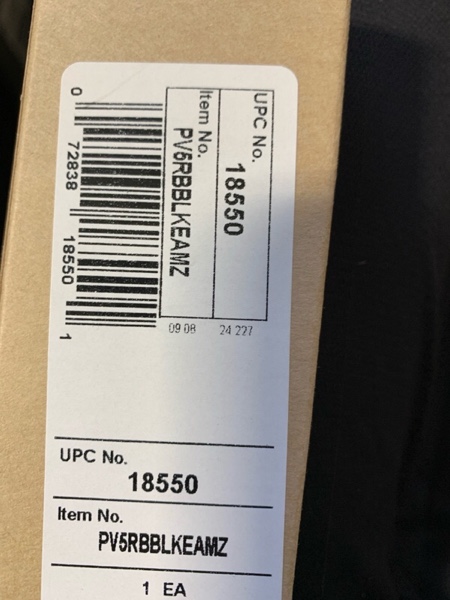 UPC No.
18550
Item No.
PV5RBBLKEAMZ
09 08 24 227
0 72838 18550 1
UPC No.
18550
Item No.
PV5RBBLKEAMZ
1 EA